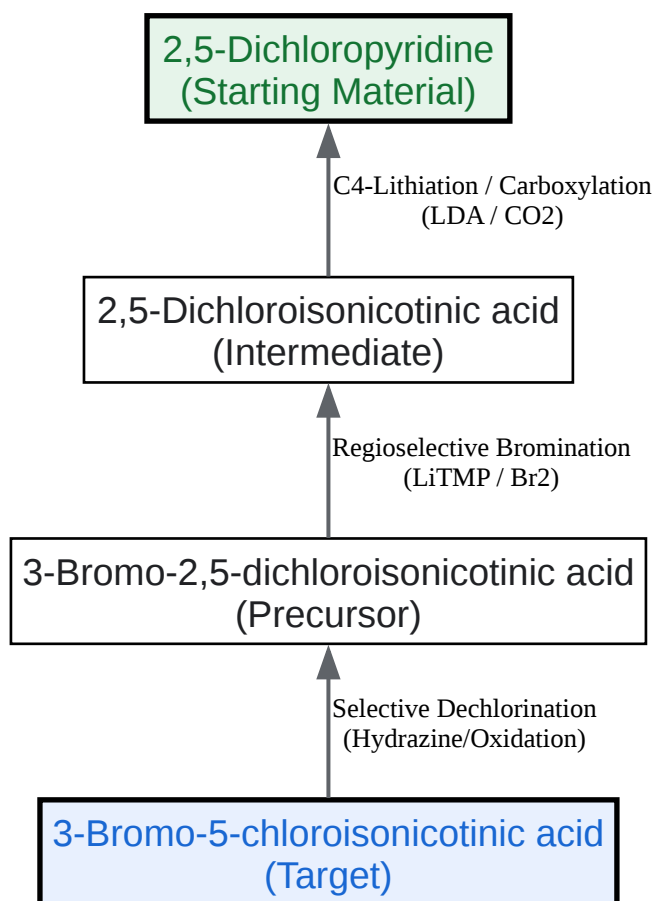 2,5-Dichloropyridine
(Starting Material)
C4-Lithiation / Carboxylation
(LDA / CO2)
2,5-Dichloroisonicotinic acid
(Intermediate)
Regioselective Bromination
(LiTMP / Br2)
3-Bromo-2,5-dichloroisonicotinic acid
(Precursor)
Selective Dechlorination
(Hydrazine/Oxidation)
3-Bromo-5-chloroisonicotinic acid
(Target)